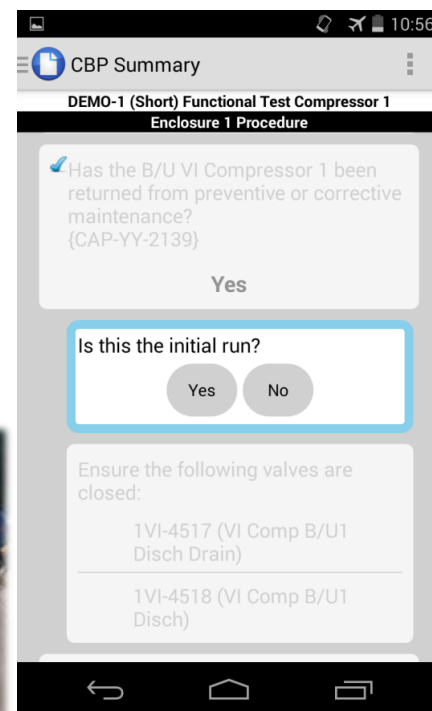 10:56
CBP Summary
DEMO-1 (Short) Functional Test Compressor 1
Enclosure 1 Procedure
Has the B/U VI Compressor 1 been
returned from preventive or corrective
maintenance?
{CAP-YY-2139}
Yes
Is this the initial run?
Yes No
Ensure the following valves are
closed:
1VI-4517 (VI Comp B/U1
Disch Drain)
1VI-4518 (VI Comp B/U1
Disch)